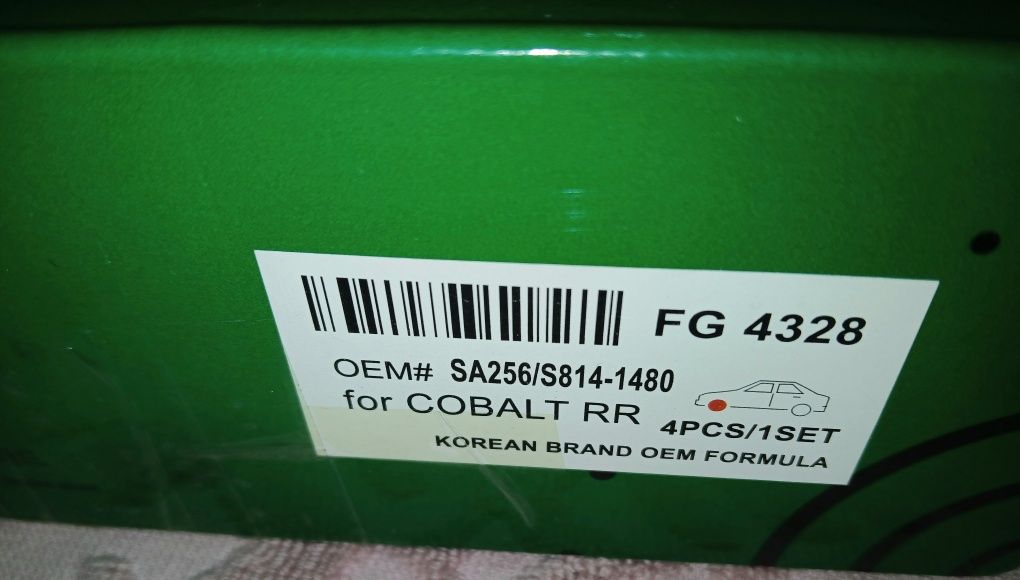 FG 4328
OEM# SA256/S814-1480
for COBALT RR
4PCS/1SET
KOREAN BRAND OEM FORMULA